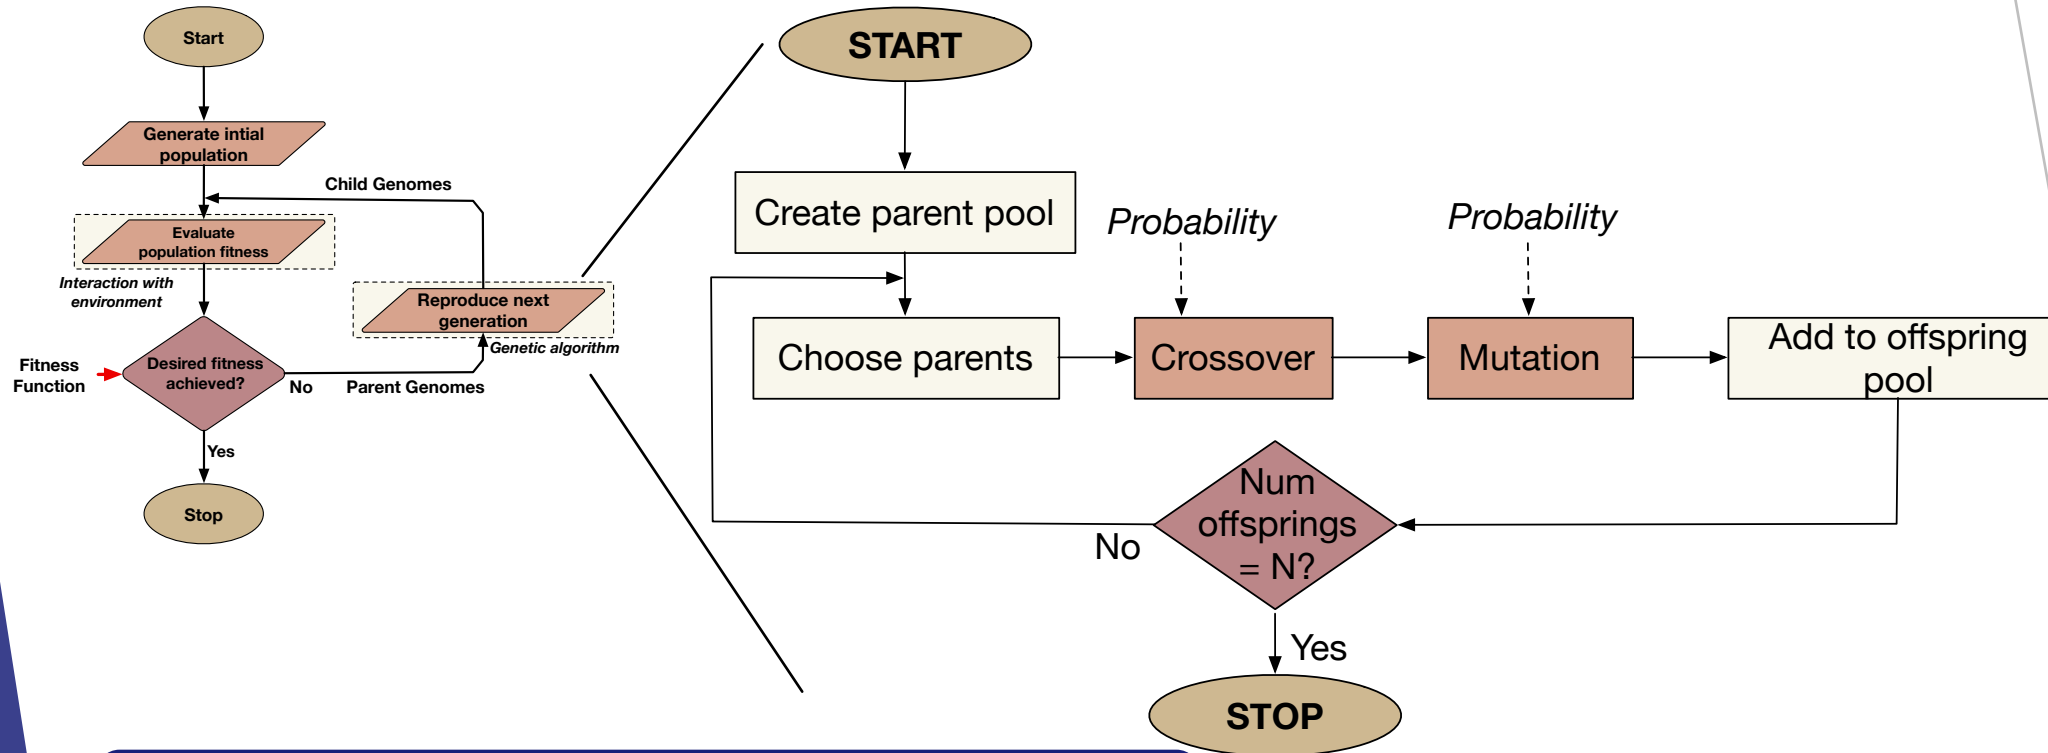 Start
Generate intial
population
Child Genomes
Evaluate
population fitness
Interaction with
environment
Reproduce next
generation
Genetic algorithm
Fitness
Function
Desired fitness
achieved?
No
Parent Genomes
Yes
Stop
START
Create parent pool
Probability
Probability
Choose parents
Crossover
Mutation
Add to offspring
pool
Num
offsprings
= N?
No
Yes
STOP